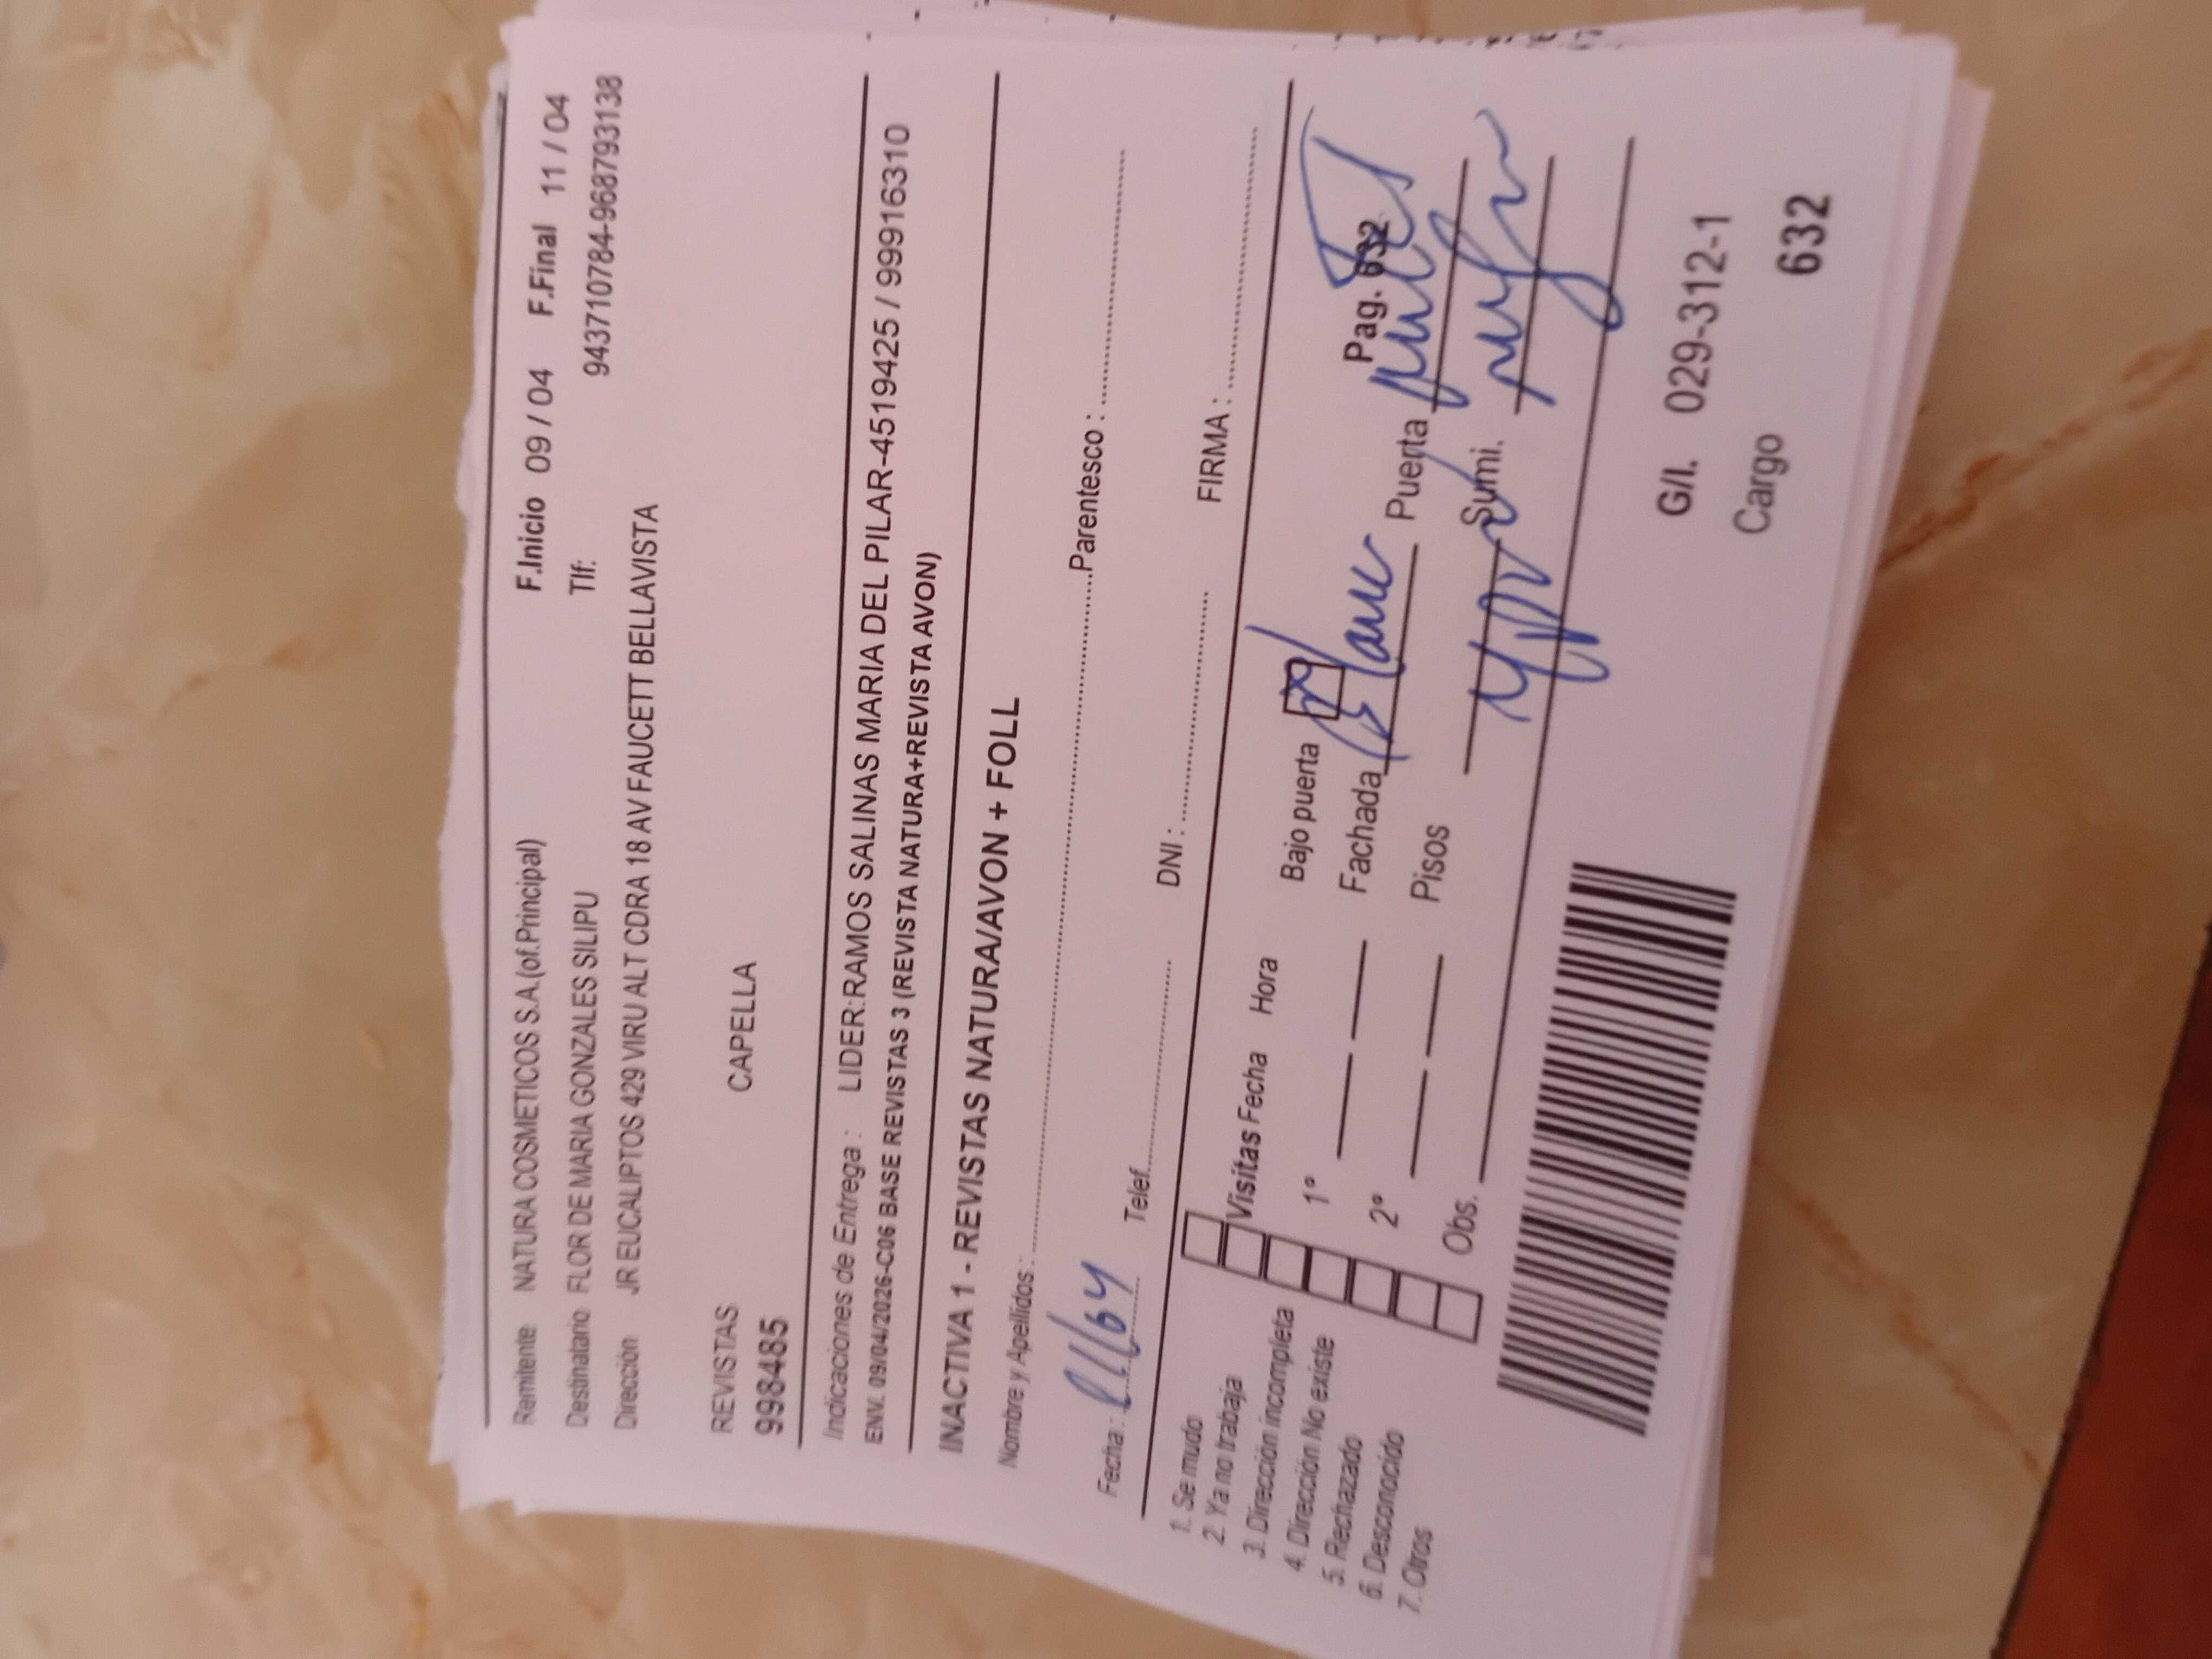 Remitente NATURA COSMETICOS S.A.(of.Principal) F.Inicio 09 / 04 F.Final 11 / 04
Destinatario FLOR DE MARIA GONZALES SILIPU Tlf: 943710784-968793138
Dirección JR EUCALIPTOS 429 VIRU ALT CDRA 18 AV FAUCETT BELLAVISTA
REVISTAS CAPELLA
998485
Indicaciones de Entrega : LIDER:RAMOS SALINAS MARIA DEL PILAR-4519425 / 999916310
ENV. 09/04/2026-C06 BASE REVISTAS 3 (REVISTA NATURA+REVISTA AVON)
INACTIVA 1 - REVISTAS NATURA/AVON + FOLL
Nombre y Apellidos : Parentesco :
Fecha : 11/04 Telef. DNI : FIRMA :
1. Se mudo
2. Ya no trabaja
3. Dirección incompleta
4. Dirección No existe
5. Rechazado
6. Desconocido
7. Otros
Visitas Fecha Hora Bajo puerta Pag. 632
1° Fachada Puerta
2° Pisos Sumi.
Obs.
G/I. 029-312-1
Cargo
632